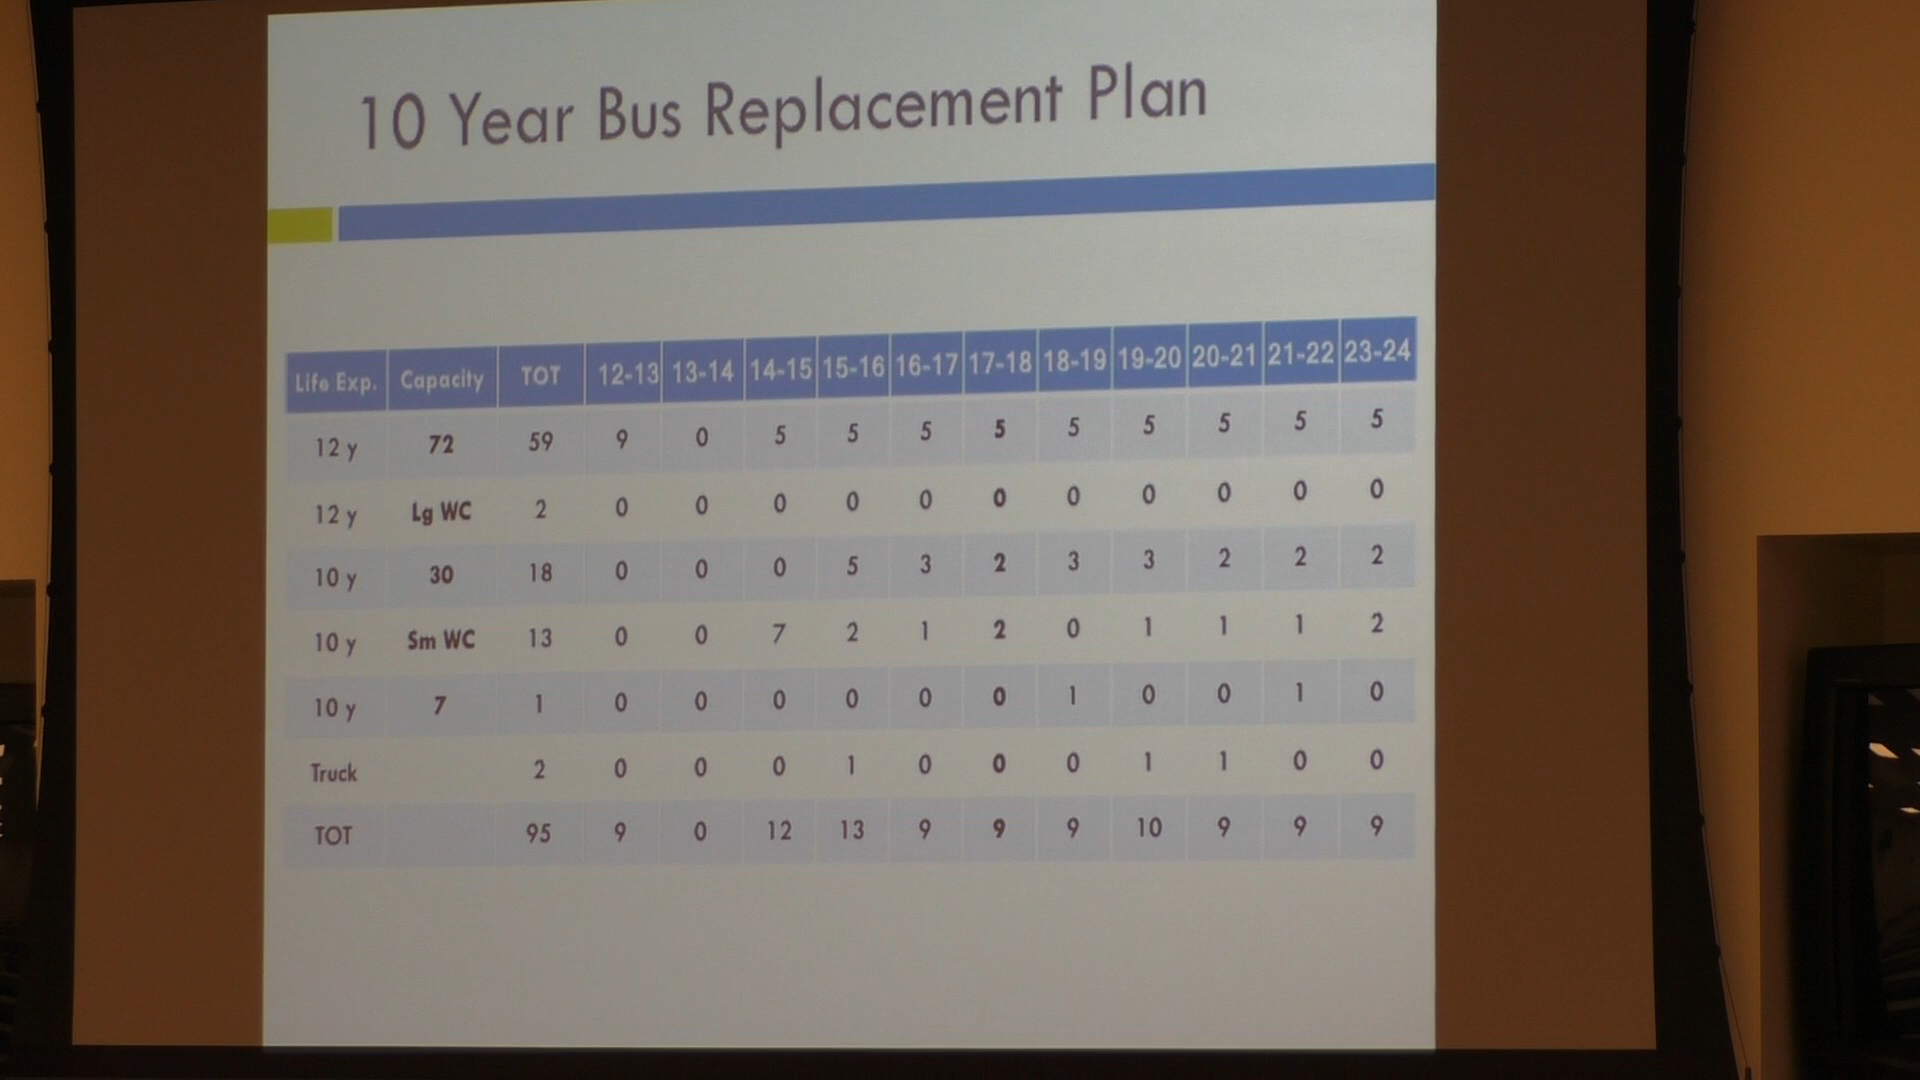 10 Year Bus Replacement Plan
Life Exp. Capacity TOT 12-13 13-14 14-15 15-16 16-17 17-18 18-19 19-20 20-21 21-22 23-24
12 y 72 59 9 0 5 5 5 5 5 5 5 5 5
12 y Lg WC 2 0 0 0 0 0 0 0 0 0 0 0
10 y 30 18 0 0 0 5 3 2 3 3 2 2 2
10 y Sm WC 13 0 0 7 2 1 2 0 1 1 1 2
10 y 7 1 0 0 0 0 0 0 1 0 0 1 0
Truck 2 0 0 0 1 0 0 0 1 1 0 0
TOT 95 9 0 12 13 9 9 9 10 9 9 9